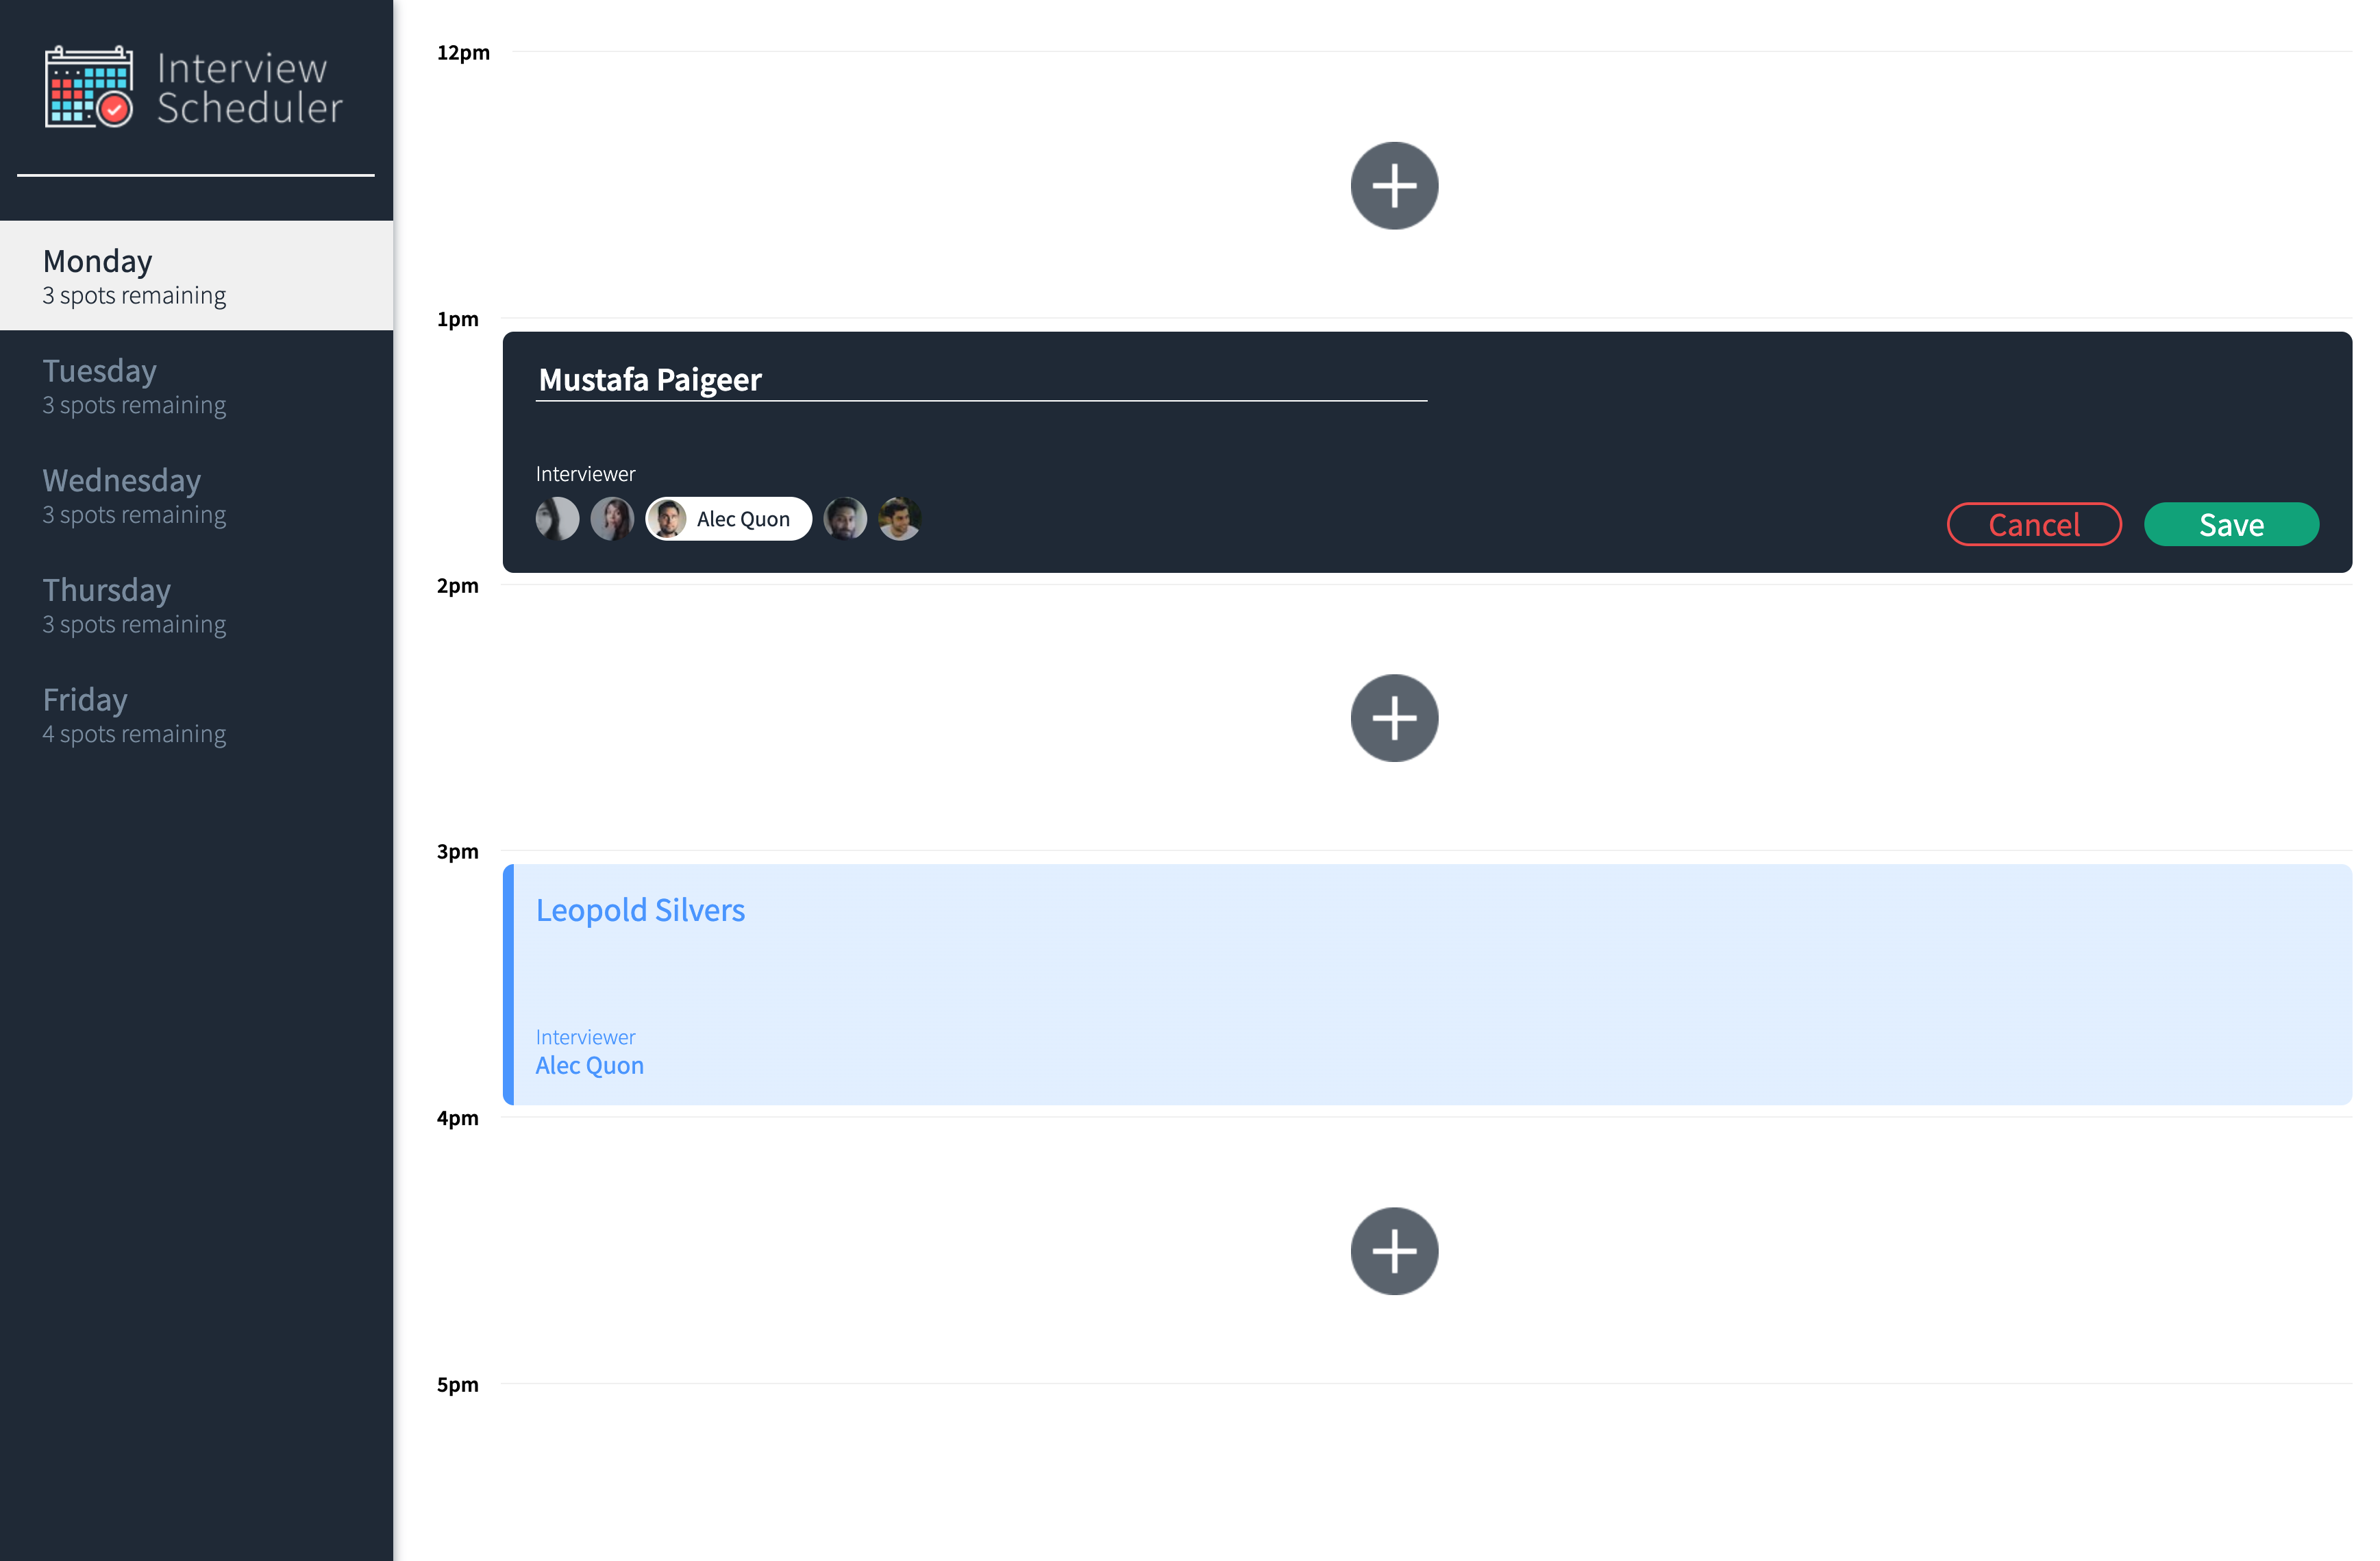 Interview
Scheduler
Monday
3 spots remaining
Tuesday
3 spots remaining
Wednesday
3 spots remaining
Thursday
3 spots remaining
Friday
4 spots remaining
12pm
1pm
Mustafa Paigeer
Interviewer
Alec Quon
Cancel
Save
2pm
3pm
Leopold Silvers
Interviewer
Alec Quon
4pm
5pm